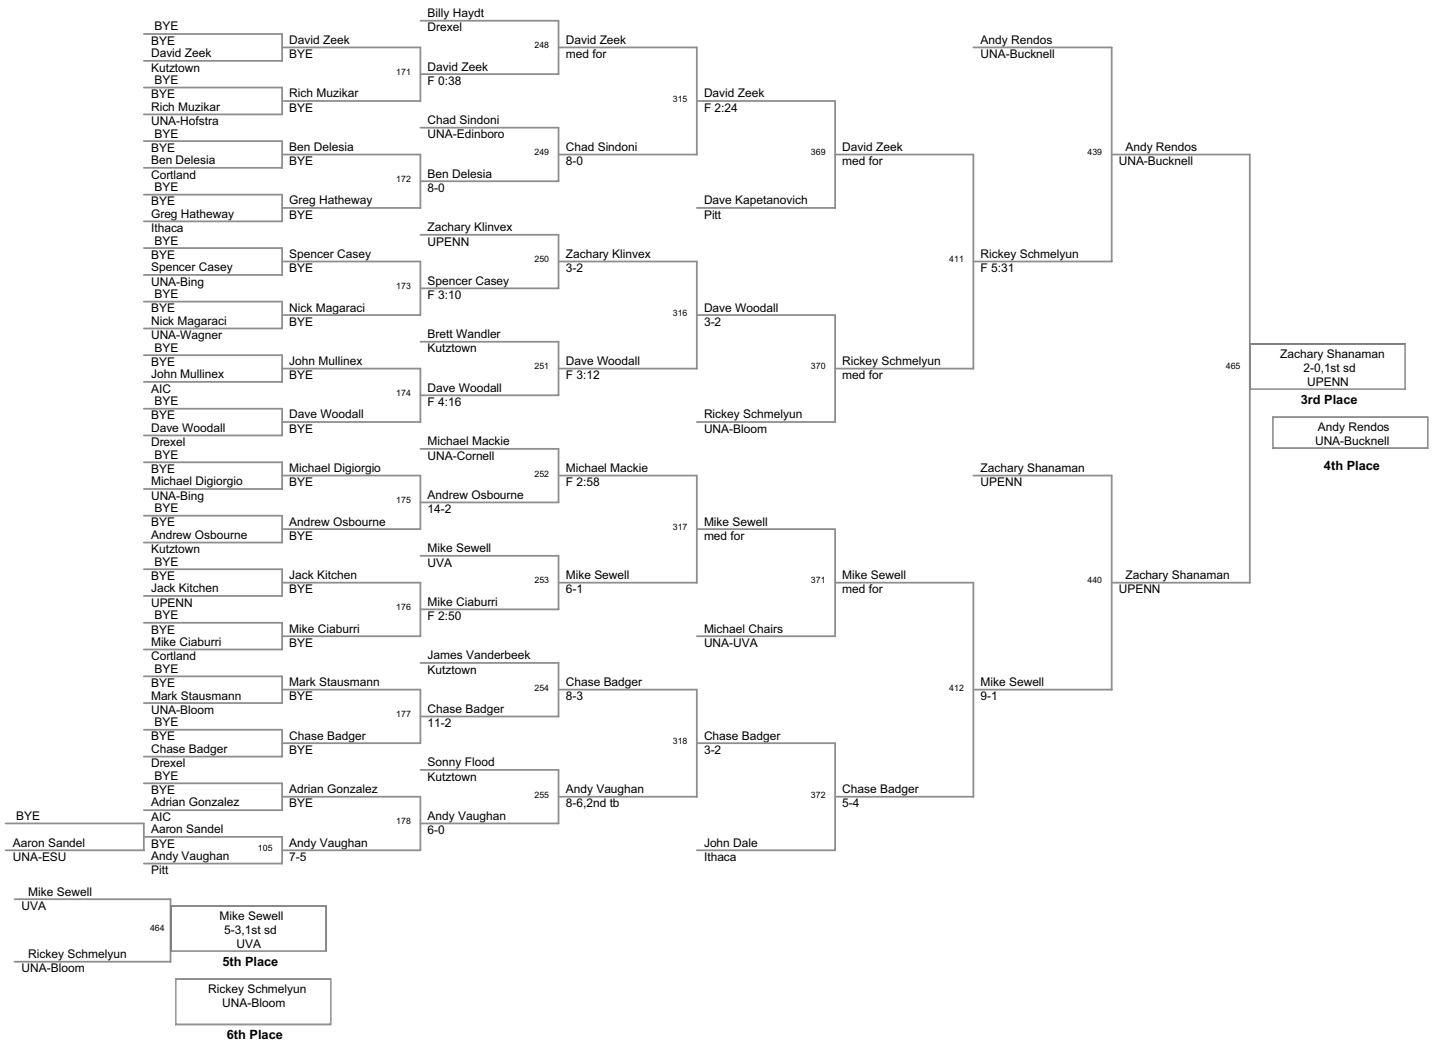 BYE
BYE
David Zeek
Kutztown
BYE
BYE
Rich Muzikar
UNA-Hofstra
BYE
BYE
Ben Delesia
Cortland
BYE
BYE
Greg Hatheway
Ithaca
BYE
BYE
Spencer Casey
UNA-Bing
BYE
BYE
Nick Magaraci
UNA-Wagner
BYE
BYE
John Mullinex
AIC
BYE
BYE
Dave Woodall
Drexel
BYE
BYE
Michael Digiorgio
UNA-Bing
BYE
BYE
Andrew Osbourne
Kutztown
BYE
BYE
Jack Kitchen
UPENN
BYE
BYE
Mike Ciaburri
Cortland
BYE
BYE
Mark Stausmann
UNA-Bloom
BYE
BYE
Chase Badger
Drexel
BYE
BYE
Adrian Gonzalez
AIC
BYE
Aaron Sandel
UNA-ESU
Aaron Sandel
BYE
Andy Vaughan
Pitt
105
David Zeek
BYE
171
Rich Muzikar
BYE
Ben Delesia
BYE
172
Greg Hatheway
BYE
Spencer Casey
BYE
173
Nick Magaraci
BYE
John Mullinex
BYE
174
Dave Woodall
BYE
Michael Digiorgio
BYE
175
Andrew Osbourne
BYE
Jack Kitchen
BYE
176
Mike Ciaburri
BYE
Mark Stausmann
BYE
177
Chase Badger
BYE
Adrian Gonzalez
BYE
178
Andy Vaughan
7-5
Billy Haydt
Drexel
248
David Zeek
F 0:38
Chad Sindoni
UNA-Edinboro
249
Ben Delesia
8-0
Zachary Klinvex
UPENN
250
Spencer Casey
F 3:10
Brett Wandler
Kutztown
251
Dave Woodall
F 4:16
Michael Mackie
UNA-Cornell
252
Andrew Osbourne
14-2
Mike Sewell
UVA
253
Mike Ciaburri
F 2:50
James Vanderbeek
Kutztown
254
Chase Badger
11-2
Sonny Flood
Kutztown
255
Andy Vaughan
6-0
David Zeek
med for
315
Chad Sindoni
8-0
Zachary Klinvex
3-2
316
Dave Woodall
F 3:12
Michael Mackie
F 2:58
317
Mike Sewell
6-1
Chase Badger
8-3
318
Andy Vaughan
8-6,2nd tb
David Zeek
F 2:24
369
Dave Kapetanovich
Pitt
Dave Woodall
3-2
370
Rickey Schmelyun
UNA-Bloom
Mike Sewell
med for
371
Michael Chairs
UNA-UVA
Chase Badger
3-2
372
John Dale
Ithaca
David Zeek
med for
411
Rickey Schmelyun
med for
Mike Sewell
med for
412
Chase Badger
5-4
Andy Rendos
UNA-Bucknell
439
Rickey Schmelyun
F 5:31
Zachary Shanaman
UPENN
440
Mike Sewell
9-1
Andy Rendos
UNA-Bucknell
465
Zachary Shanaman
UPENN
Zachary Shanaman
2-0,1st sd
UPENN
3rd Place
Andy Rendos
UNA-Bucknell
4th Place
Mike Sewell
UVA
464
Rickey Schmelyun
UNA-Bloom
Mike Sewell
5-3,1st sd
UVA
5th Place
Rickey Schmelyun
UNA-Bloom
6th Place